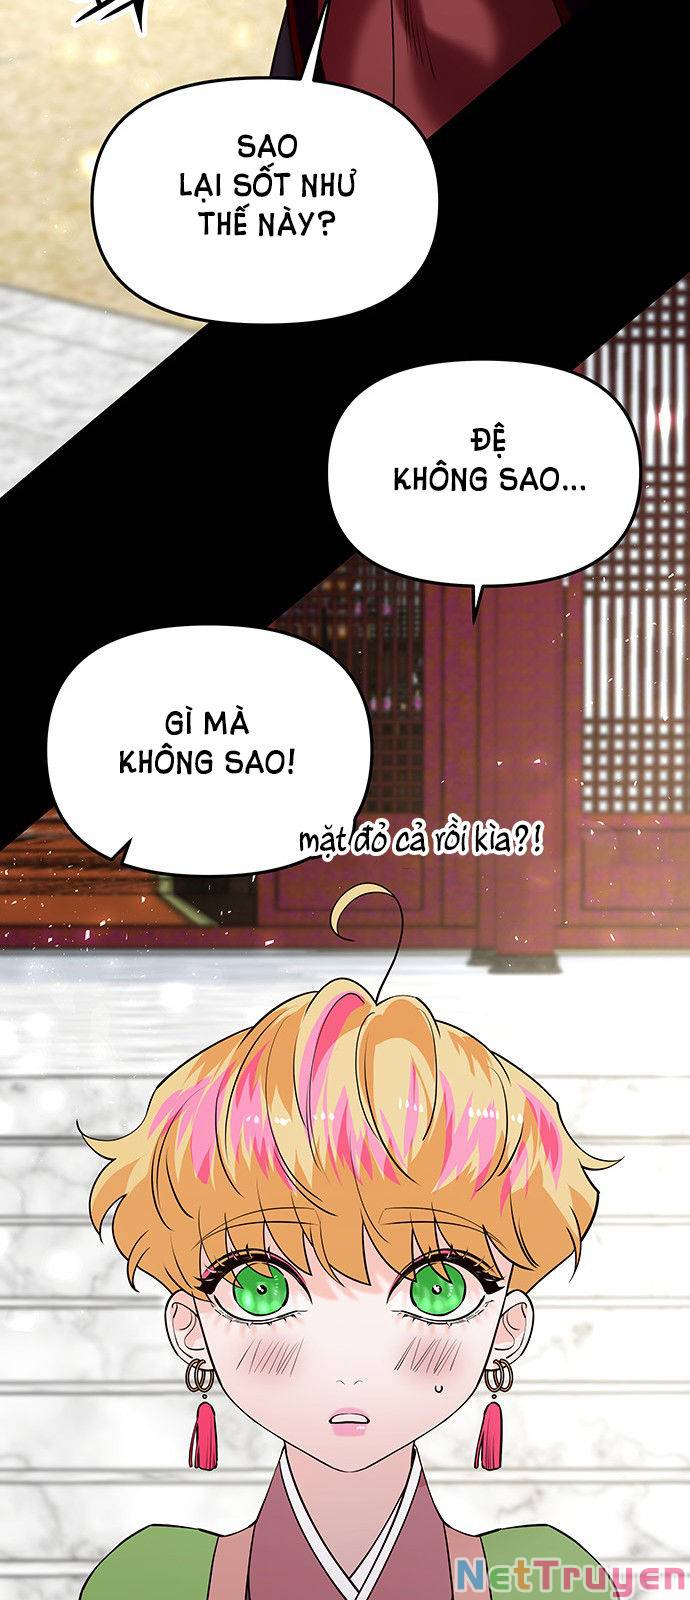 SAO
LẠI SỐT NHƯ
THẾ NÀY?
ĐỆ
KHÔNG SAO...
GÌ MÀ
KHÔNG SAO!
mặt đỏ cả rồi kìa?!
NetTruyen